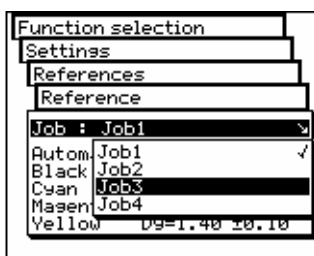 Function selection
Settings
References
Reference
Job : Job1
Autom
Job1
Black
Job2
Cyan
Job3
Magent
Job4
Yellow D9=1.40 ±0.10